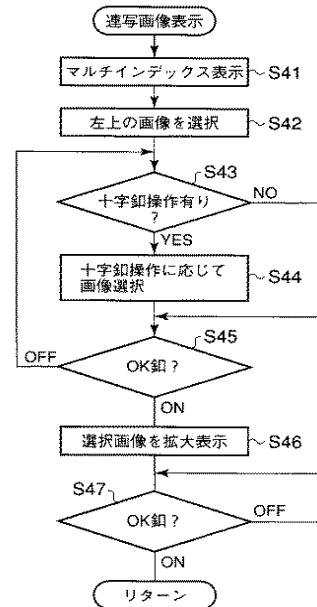 連写画像表示
マルチインデックス表示
S41
左上の画像を選択
S42
S43
十字釦操作有り
?
NO
YES
十字釦操作に応じて
画像選択
S44
S45
OFF
OK釦?
ON
選択画像を拡大表示
S46
S47
OK釦?
OFF
ON
リターン